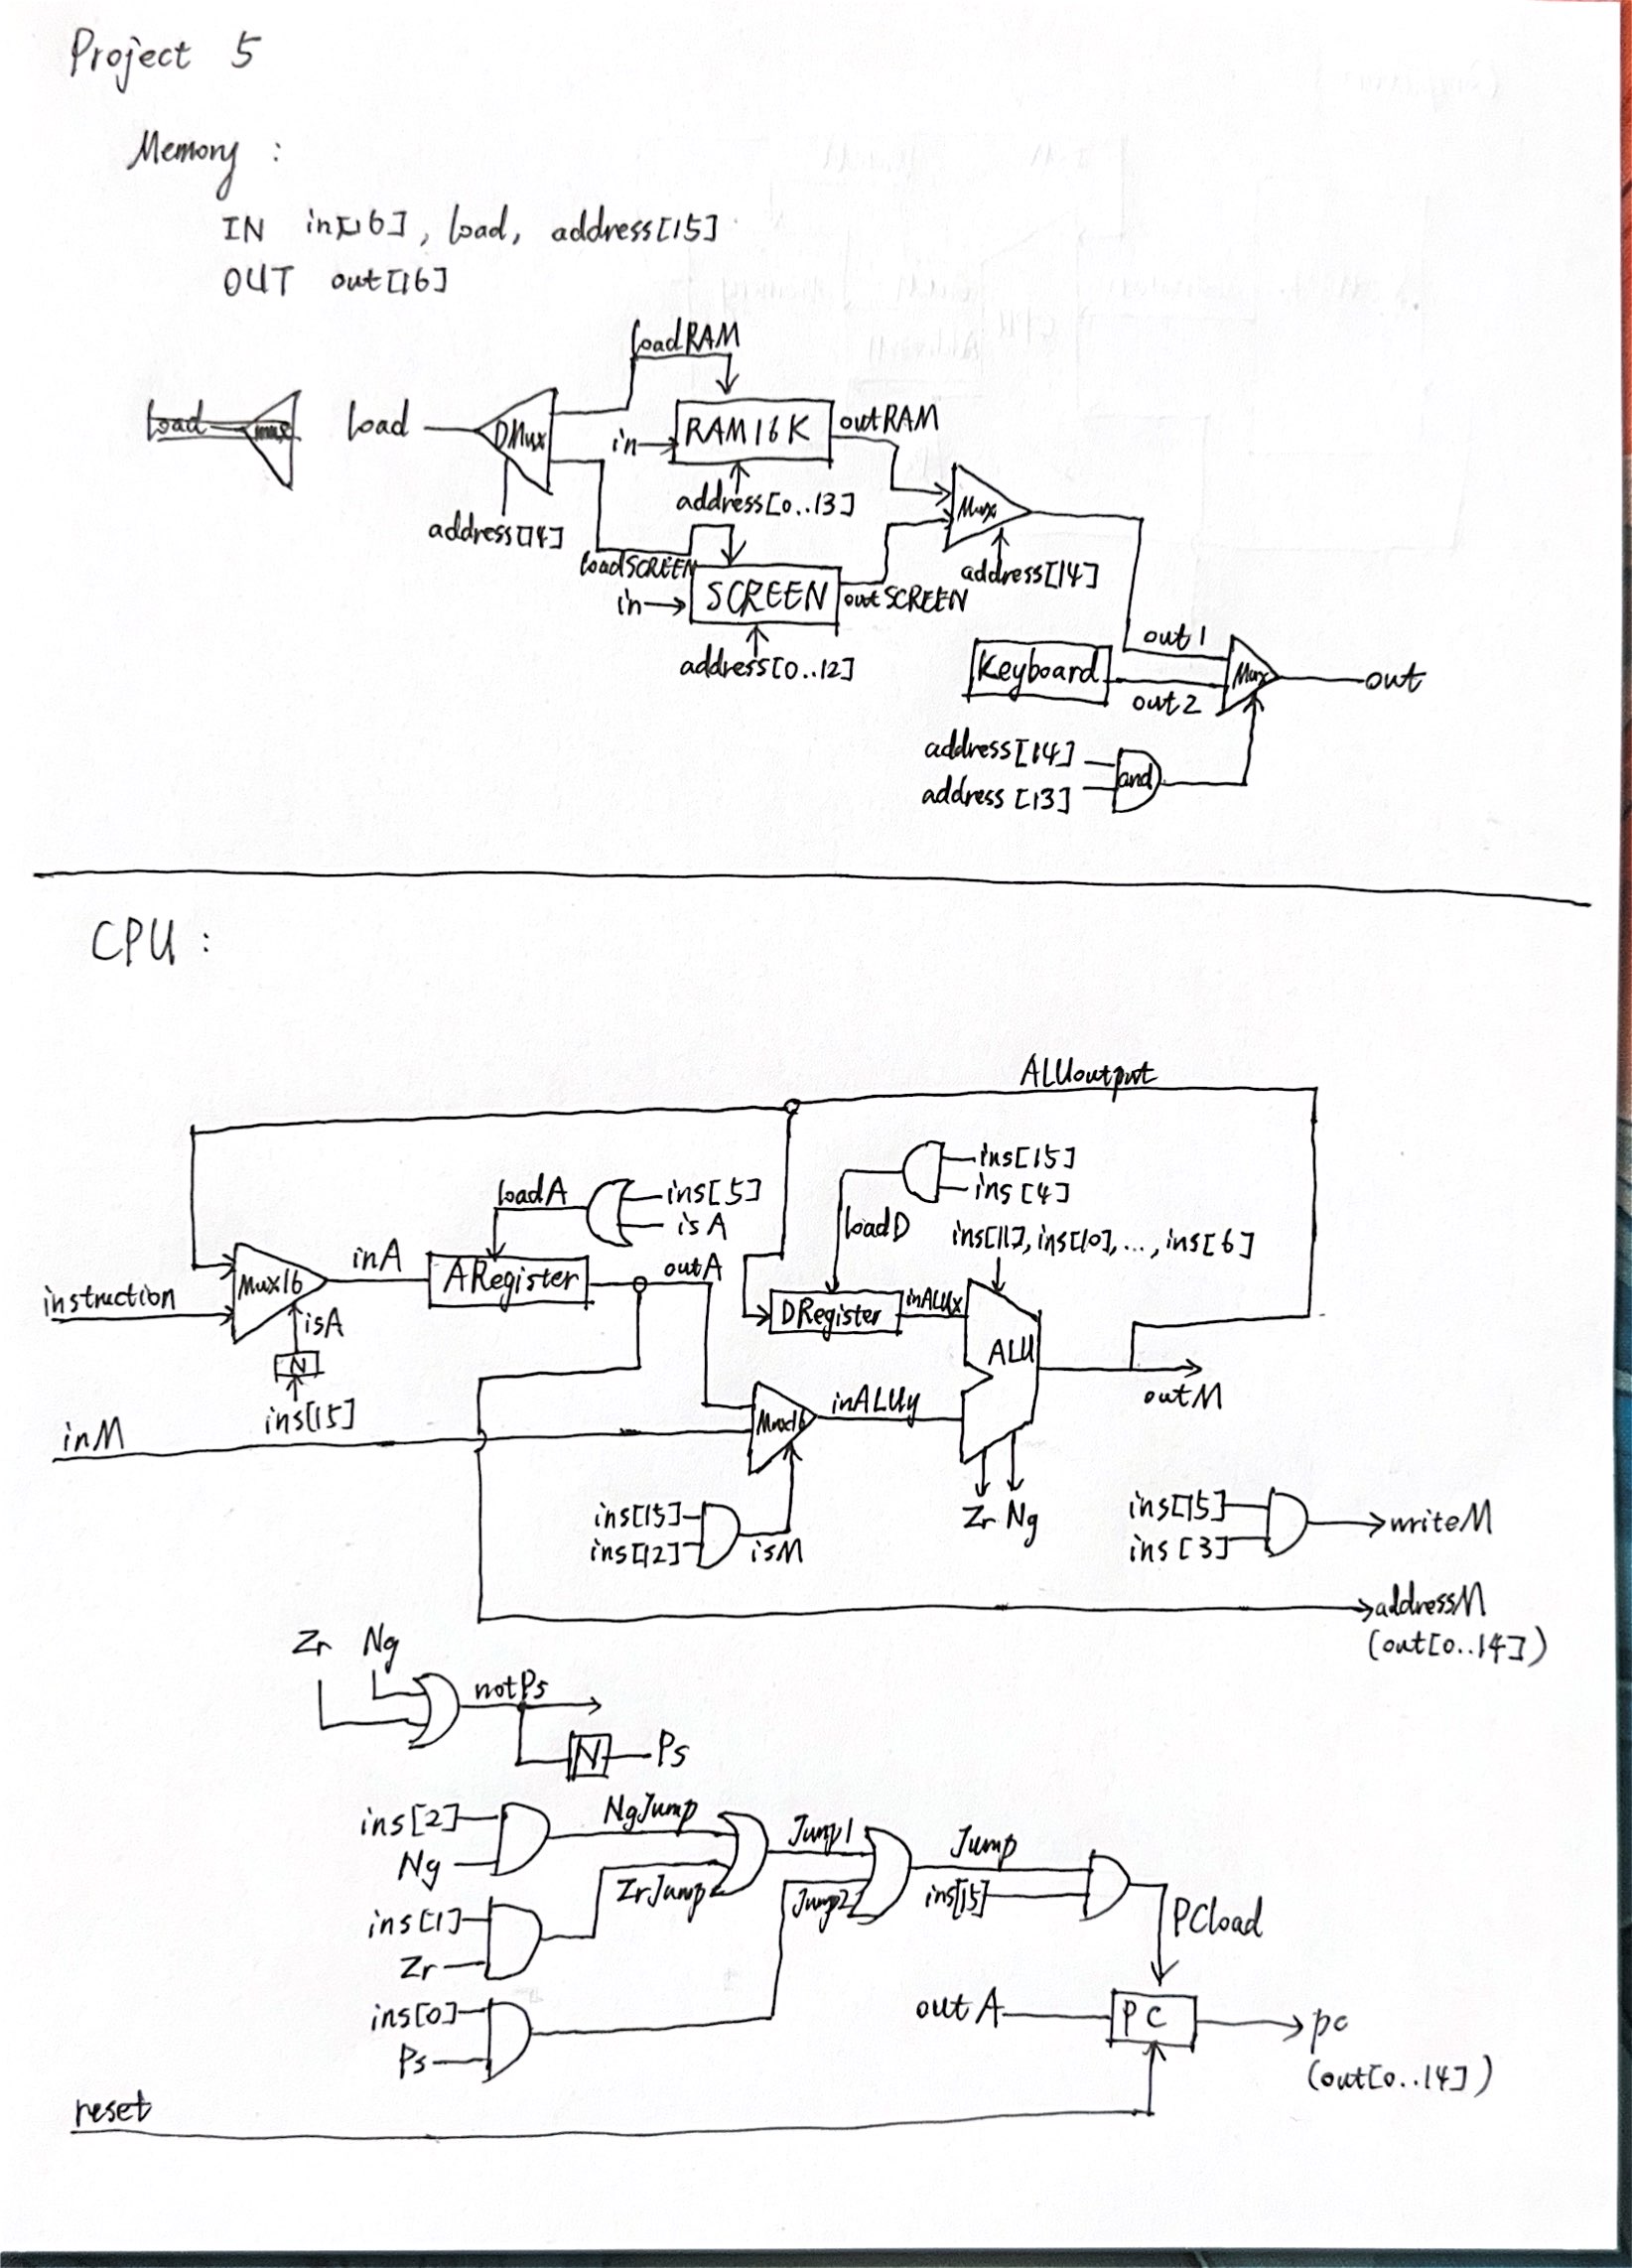 Project 5
Memory :
IN in[16], load, address[15]
OUT out[16]
loadRAM
load
load
DMux
in
RAM16K
outRAM
address[14]
address[0..13]
Mux
loadSCREEN
address[14]
in
SCREEN
outSCREEN
address[0..12]
out1
Keyboard
Mux
out
out2
address[14]
and
address[13]
CPU :
ALUoutput
ins[15]
ins[4]
loadA
ins[5]
isA
loadD
ins[11], ins[10], ..., ins[6]
inA
outA
Mux16
ARegister
instruction
isA
DRegister
inALUx
N
ALU
ins[15]
inM
Mux16
inALUy
outM
ins[15]
ins[12]
isM
Zr Ng
ins[15]
ins[3]
writeM
addressM
(out[0..14])
Zr Ng
notPs
N
Ps
ins[2]
NgJump
Jump1
Jump
Ng
ZrJump
Jump2
ins[15]
ins[1]
PCload
Zr
ins[0]
outA
PC
pc
Ps
(out[0..14])
reset